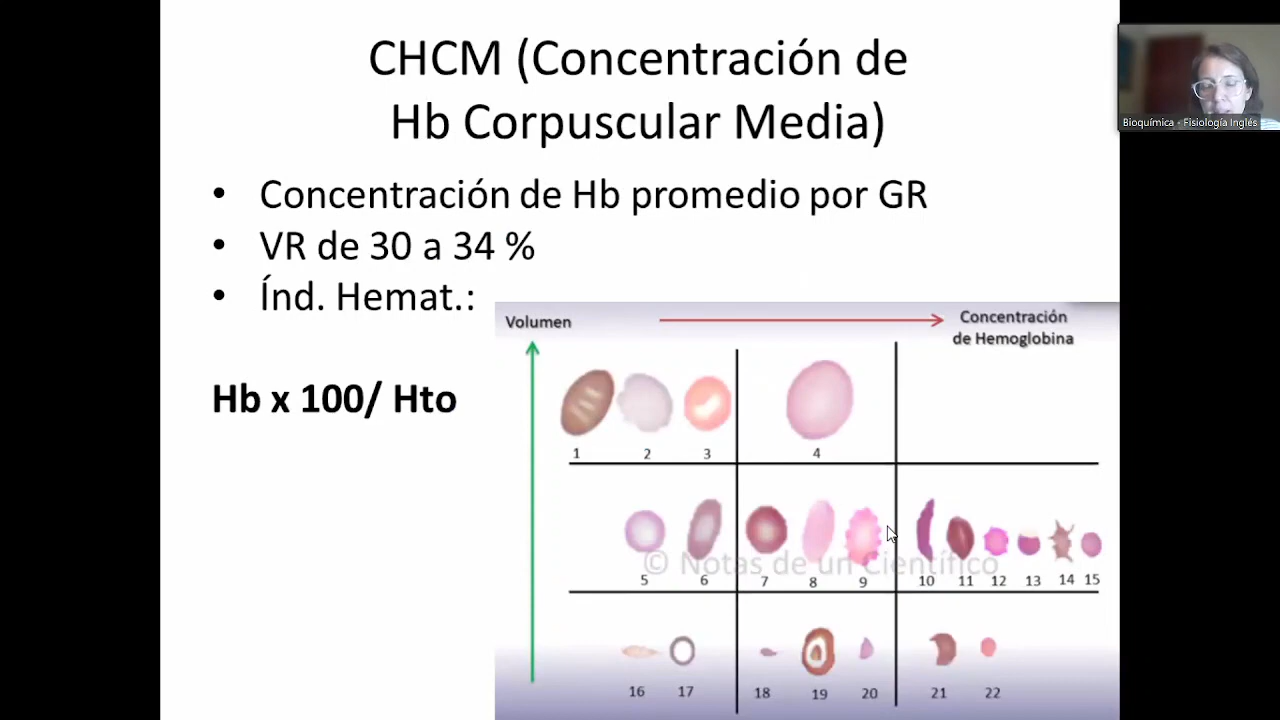 CHCM (Concentración de
Hb Corpuscular Media)
Bioquímica - Fisiología Inglés
• Concentración de Hb promedio por GR
• VR de 30 a 34 %
• Índ. Hemat.:
Hb x 100/ Hto
Volumen
Concentración
de Hemoglobina
1 2 3 4
5 6 7 8 9 10 11 12 13 14 15
© Notas de un Científico
16 17 18 19 20 21 22